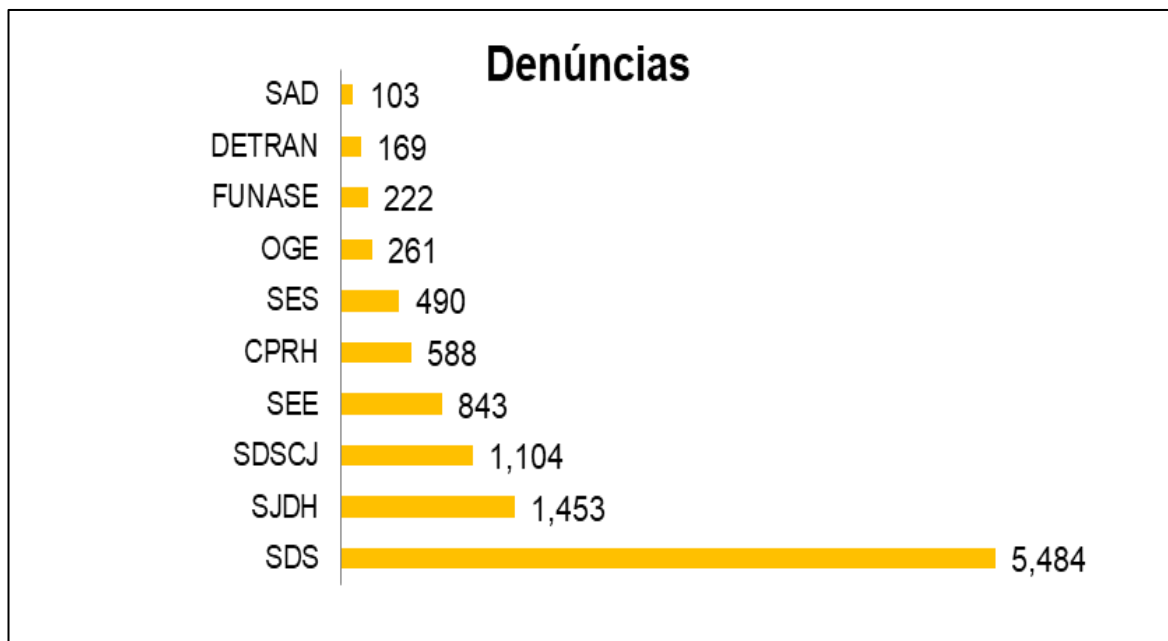 Denúncias
SAD 103
DETRAN 169
FUNASE 222
OGE 261
SES 490
CPRH 588
SEE 843
SDSCJ 1,104
SJDH 1,453
SDS 5,484